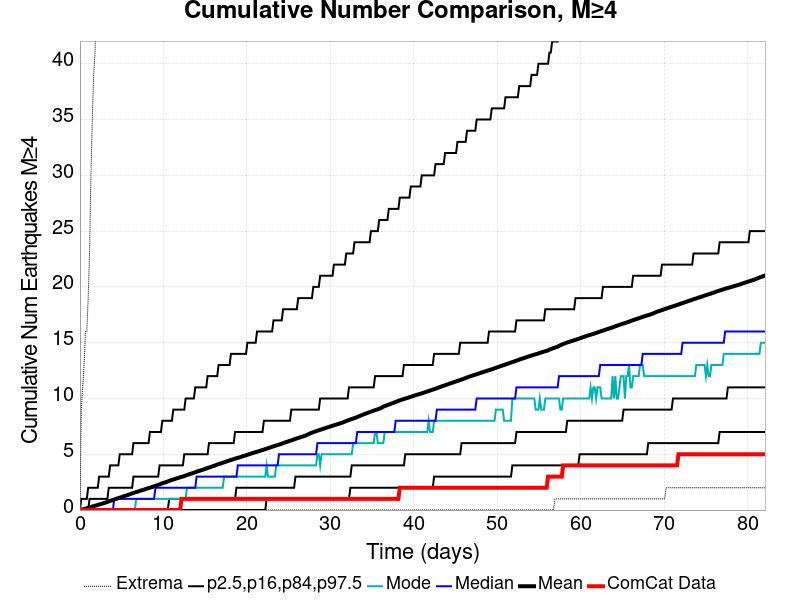 Cumulative Number Comparison, M≥4
Cumulative Num Earthquakes M≥4
40
35
30
25
20
15
10
5
0
0 10 20 30 40 50 60 70 80
Time (days)
Extrema p2.5,p16,p84,p97.5 Mode Median Mean ComCat Data